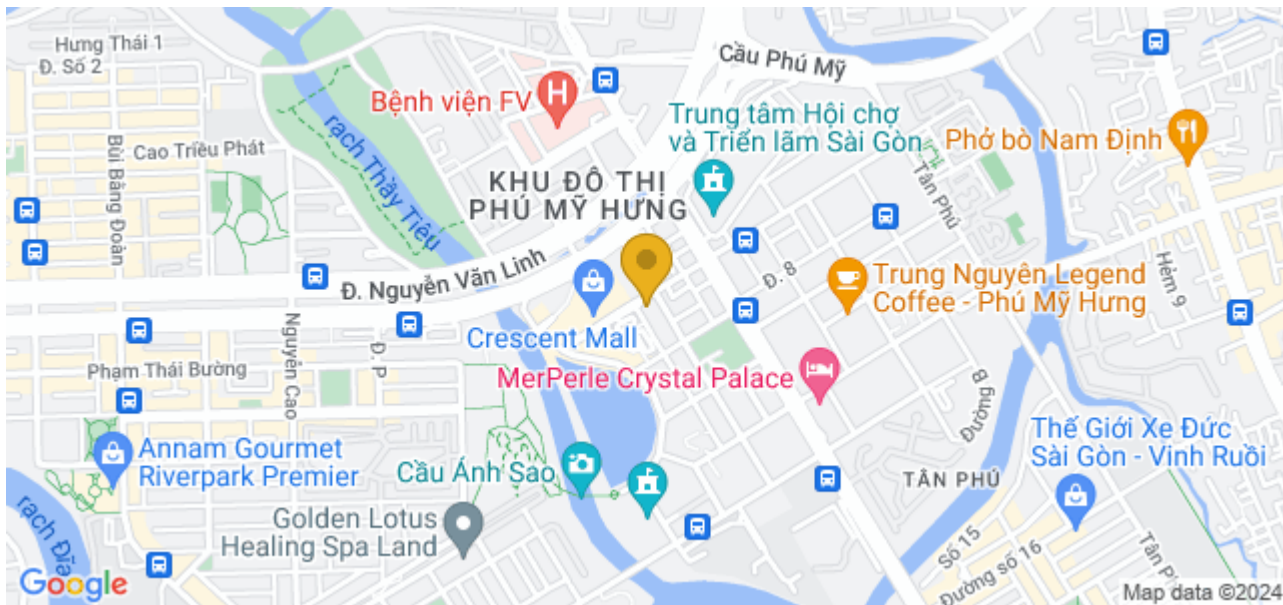 Hưng Thái 1
Đ. Số 2
Cầu Phú Mỹ
Bệnh viện FV
H
rạch Thầy Tiêu
Trung tâm Hội chợ
và Triển lãm Sài Gòn
Phở bò Nam Định
Bùi Bằng Đoàn
Cao Triều Phát
KHU ĐÔ THỊ
PHÚ MỸ HƯNG
Tân Phú
Đ. Nguyễn Văn Linh
Đ. 8
Trung Nguyên Legend
Coffee - Phú Mỹ Hưng
Hẻm 9
Crescent Mall
Nguyễn Cao
Đ. P
Phạm Thái Bường
MerPerle Crystal Palace
Đường B
Annam Gourmet
Riverpark Premier
Cầu Ánh Sao
Thế Giới Xe Đức
Sài Gòn - Vinh Ruồi
TÂN PHÚ
Golden Lotus
Healing Spa Land
rạch Đĩa
Số 15
Đường số 16
Tân P
Google
Map data ©2024